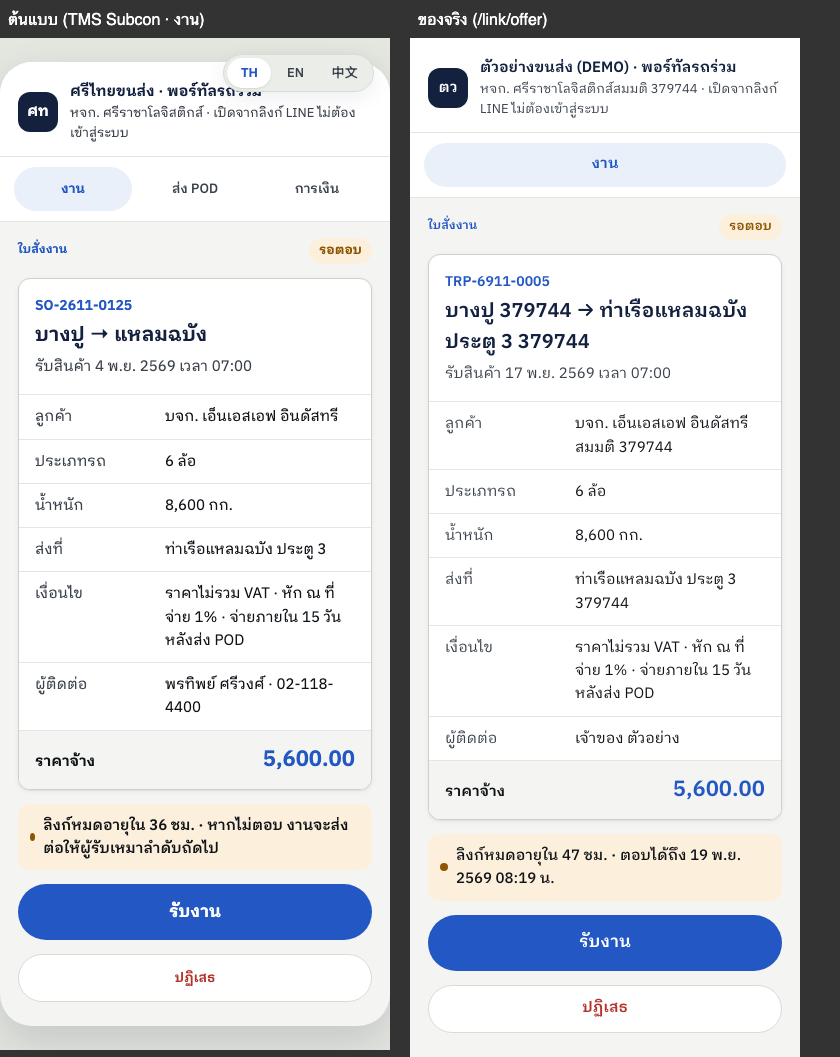 ต้นแบบ (TMS Subcon · งาน)
TH EN 中文
ศท
ศรีไทยขนส่ง · พอร์ทัลรถร่วม
หจก. ศรีราชาโลจิสติกส์ · เปิดจากลิงก์ LINE ไม่ต้อง
เข้าสู่ระบบ
งาน ส่ง POD การเงิน
ใบสั่งงาน รอตอบ
SO-2611-0125
บางปู → แหลมฉบัง
รับสินค้า 4 พ.ย. 2569 เวลา 07:00
ลูกค้า บจก. เอ็นเอสเอฟ อินดัสทรี
ประเภทรถ 6 ล้อ
น้ำหนัก 8,600 กก.
ส่งที่ ท่าเรือแหลมฉบัง ประตู 3
เงื่อนไข ราคาไม่รวม VAT · หัก ณ ที่
จ่าย 1% · จ่ายภายใน 15 วัน
หลังส่ง POD
ผู้ติดต่อ พรทิพย์ ศรีวงศ์ · 02-118-
4400
ราคาจ้าง 5,600.00
ลิงก์หมดอายุใน 36 ชม. · หากไม่ตอบ งานจะส่ง
ต่อให้ผู้รับเหมาลำดับถัดไป
รับงาน
ปฏิเสธ
ของจริง (/link/offer)
ตว
ตัวอย่างขนส่ง (DEMO) · พอร์ทัลรถร่วม
หจก. ศรีราชาโลจิสติกส์สมมติ 379744 · เปิดจากลิงก์
LINE ไม่ต้องเข้าสู่ระบบ
งาน
ใบสั่งงาน รอตอบ
TRP-6911-0005
บางปู 379744 → ท่าเรือแหลมฉบัง
ประตู 3 379744
รับสินค้า 17 พ.ย. 2569 เวลา 07:00
ลูกค้า บจก. เอ็นเอสเอฟ อินดัสทรี
สมมติ 379744
ประเภทรถ 6 ล้อ
น้ำหนัก 8,600 กก.
ส่งที่ ท่าเรือแหลมฉบัง ประตู 3
379744
เงื่อนไข ราคาไม่รวม VAT · หัก ณ ที่
จ่าย 1% · จ่ายภายใน 15 วัน
หลังส่ง POD
ผู้ติดต่อ เจ้าของ ตัวอย่าง
ราคาจ้าง 5,600.00
ลิงก์หมดอายุใน 47 ชม. · ตอบได้ถึง 19 พ.ย.
2569 08:19 น.
รับงาน
ปฏิเสธ